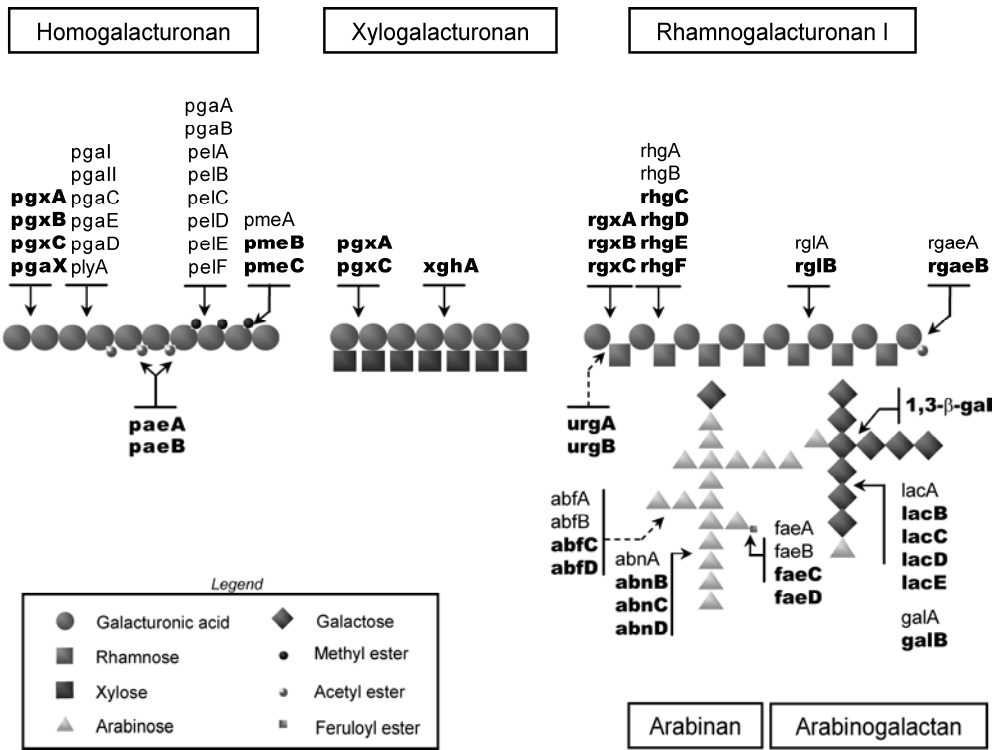 Homogalacturonan
Xylogalacturonan
Rhamnogalacturonan I
pgxA
pgxB
pgxC
pgaX
pgaI
pgaII
pgaC
pgaE
pgaD
plyA
pgaA
pgaB
pelA
pelB
pelC
pelD
pelE
pelF
pmeA
pmeB
pmeC
paeA
paeB
pgxA
pgxC
xghA
rgxA
rgxB
rgxC
rhgA
rhgB
rhgC
rhgD
rhgE
rhgF
rglA
rglB
rgaeA
rgaeB
urgA
urgB
1,3-β-gal
abfA
abfB
abfC
abfD
abnA
abnB
abnC
abnD
faeA
faeB
faeC
faeD
lacA
lacB
lacC
lacD
lacE
galA
galB
Legend
Galacturonic acid
Rhamnose
Xylose
Arabinose
Galactose
Methyl ester
Acetyl ester
Feruloyl ester
Arabinan
Arabinogalactan